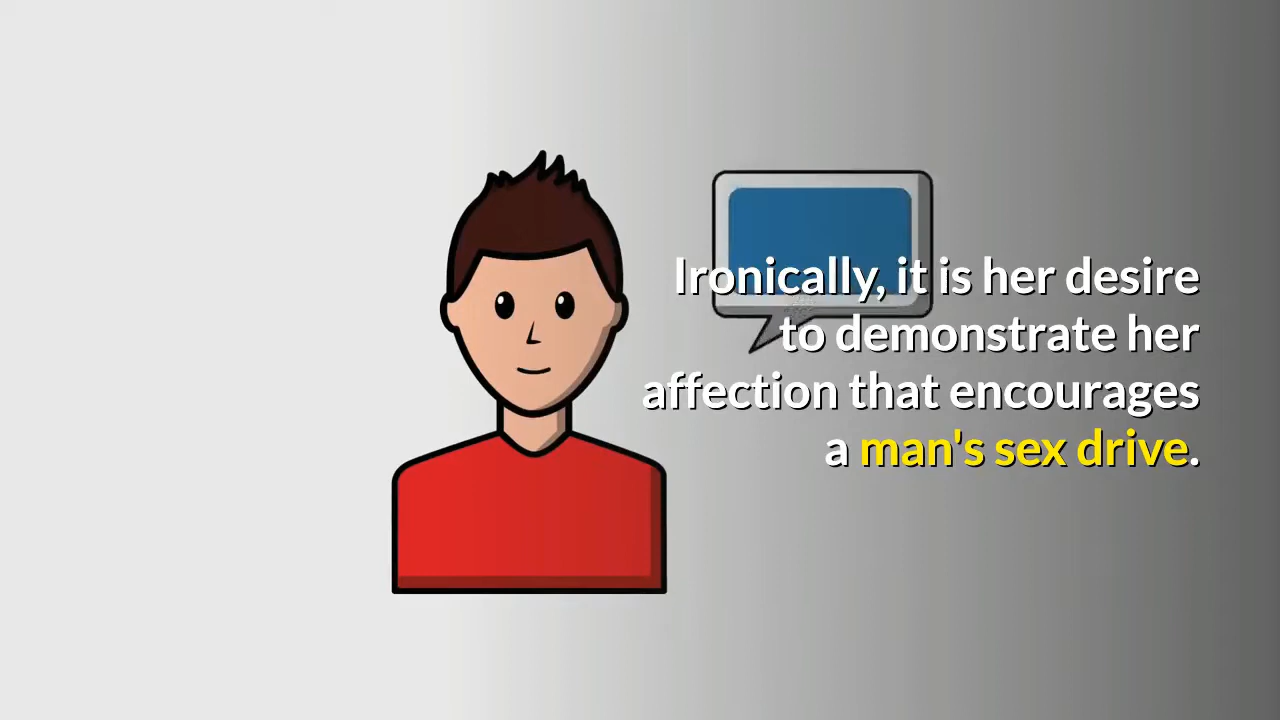 Ironically, it is her desire
to demonstrate her
affection that encourages
a man's sex drive.